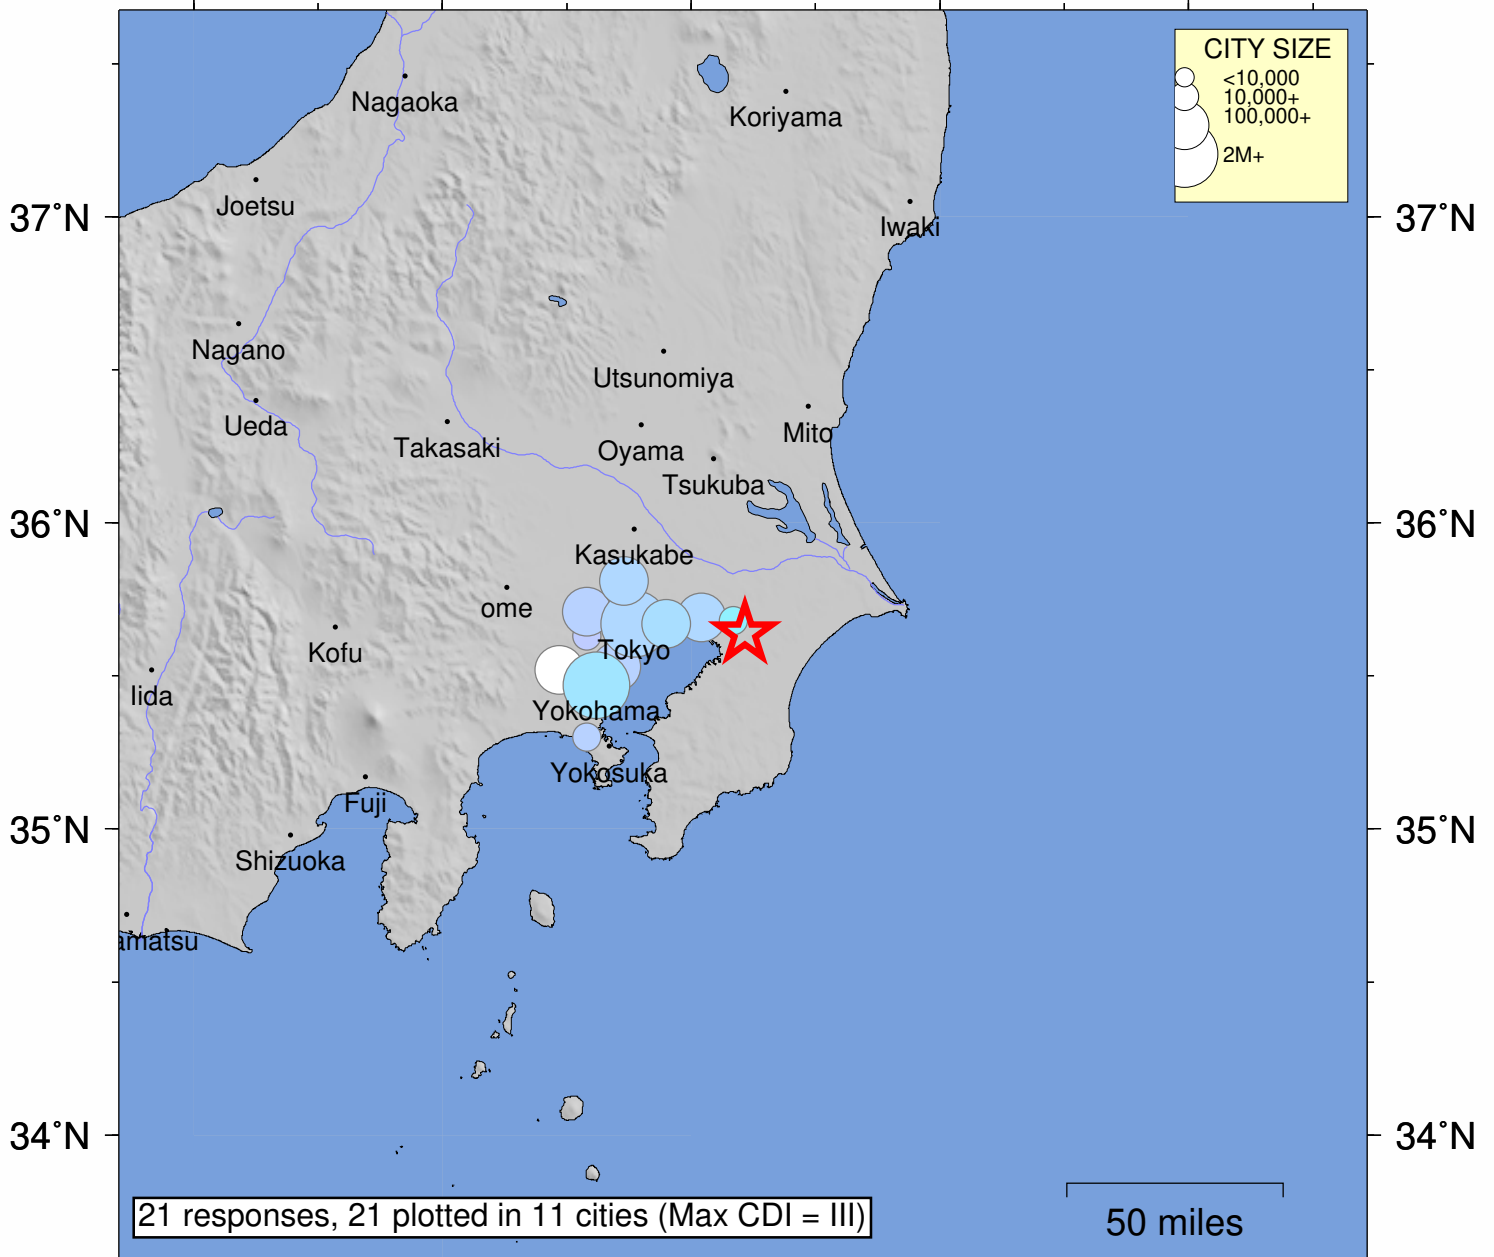 CITY SIZE
<10,000
10,000+
100,000+
2M+
Nagaoka
Koriyama
Joetsu
37°N
Iwaki
37°N
Nagano
Utsunomiya
Ueda
Takasaki
Oyama
Mito
Tsukuba
36°N
36°N
Kasukabe
ome
Kofu
Tokyo
Iida
Yokohama
Yokosuka
Fuji
35°N
35°N
Shizuoka
amatsu
34°N
34°N
21 responses, 21 plotted in 11 cities (Max CDI = III)
50 miles